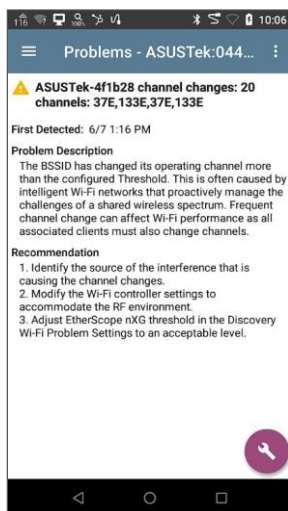 116
10:06
Problems - ASUSTek:044...
ASUSTek-4f1b28 channel changes: 20
channels: 37E,133E,37E,133E
First Detected: 6/7 1:16 PM
Problem Description
The BSSID has changed its operating channel more
than the configured Threshold. This is often caused by
intelligent Wi-Fi networks that proactively manage the
challenges of a shared wireless spectrum. Frequent
channel change can affect Wi-Fi performance as all
associated clients must also change channels.
Recommendation
1. Identify the source of the interference that is
causing the channel changes.
2. Modify the Wi-Fi controller settings to
accommodate the RF environment.
3. Adjust EtherScope nXG threshold in the Discovery
Wi-Fi Problem Settings to an acceptable level.